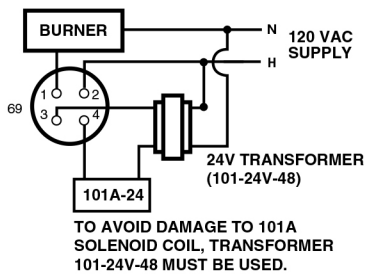 BURNER
N
120 VAC
SUPPLY
H
1
2
69
3
4
24V TRANSFORMER
(101-24V-48)
101A-24
TO AVOID DAMAGE TO 101A
SOLENOID COIL, TRANSFORMER
101-24V-48 MUST BE USED.